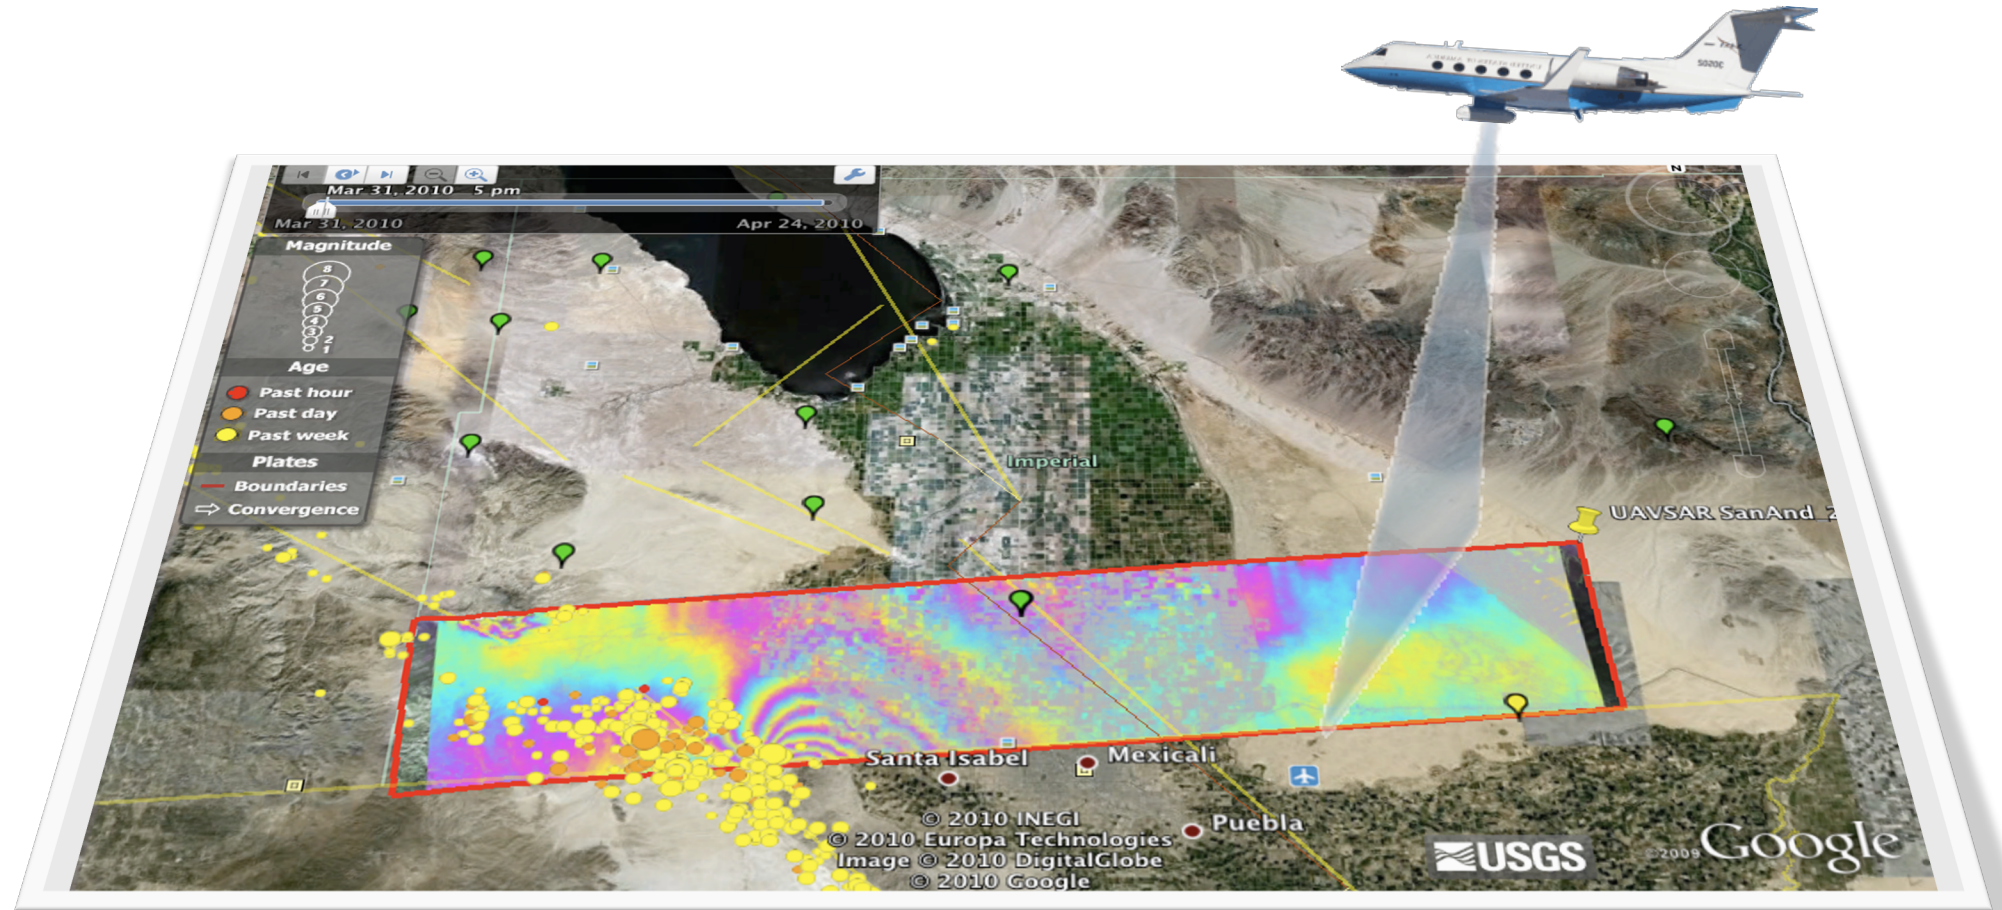 Mar 31, 2010   5 pm
Mar 31, 2010
Apr 24, 2010
N
Magnitude
8
7
6
5
4
3
2
1
Age
Past hour
Past day
Past week
Plates
Boundaries
Convergence
Imperial
UAVSAR SanAnd_2
Santa Isabel
Mexicali
Puebla
© 2010 INEGI
© 2010 Europa Technologies
Image © 2010 DigitalGlobe
© 2010 Google
USGS
©2009 Google